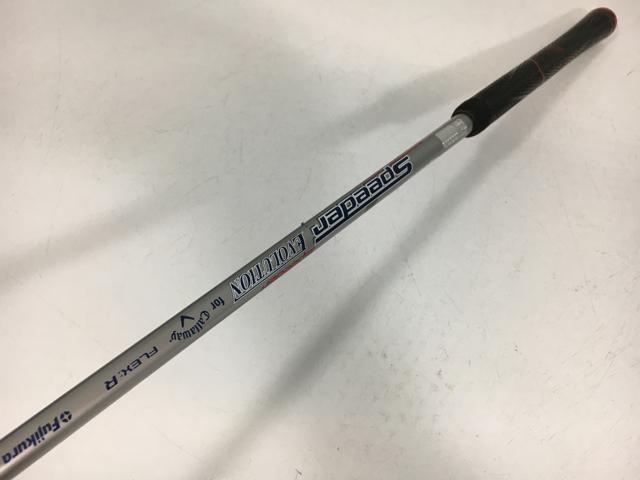 Speeder
EVOLUTION
for Callaway
FLEX:R
Fujikura